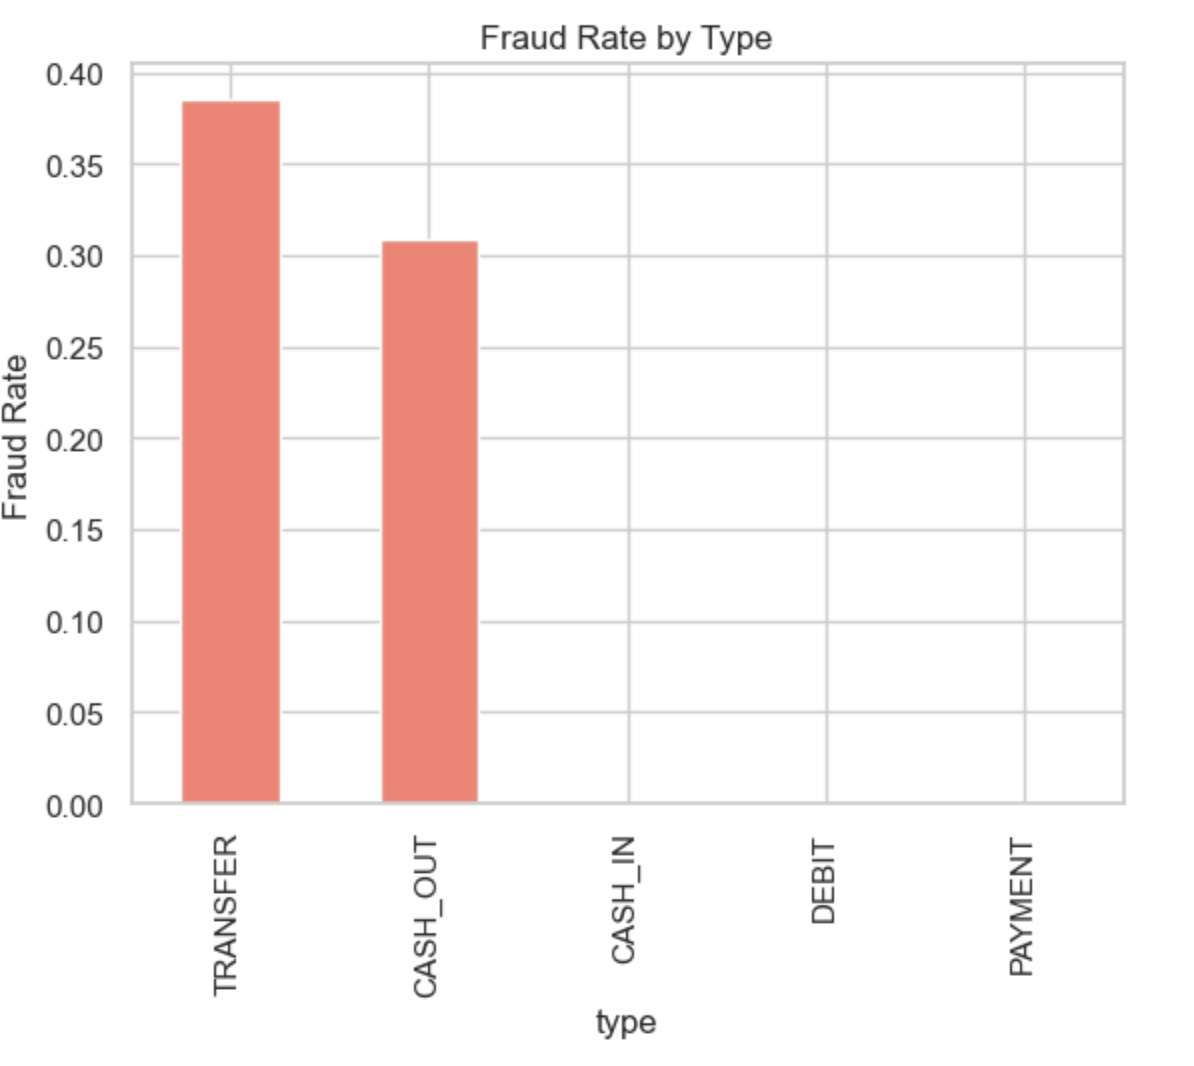 Fraud Rate by Type
Fraud Rate
0.40
0.35
0.30
0.25
0.20
0.15
0.10
0.05
0.00
TRANSFER
CASH_OUT
CASH_IN
DEBIT
PAYMENT
type